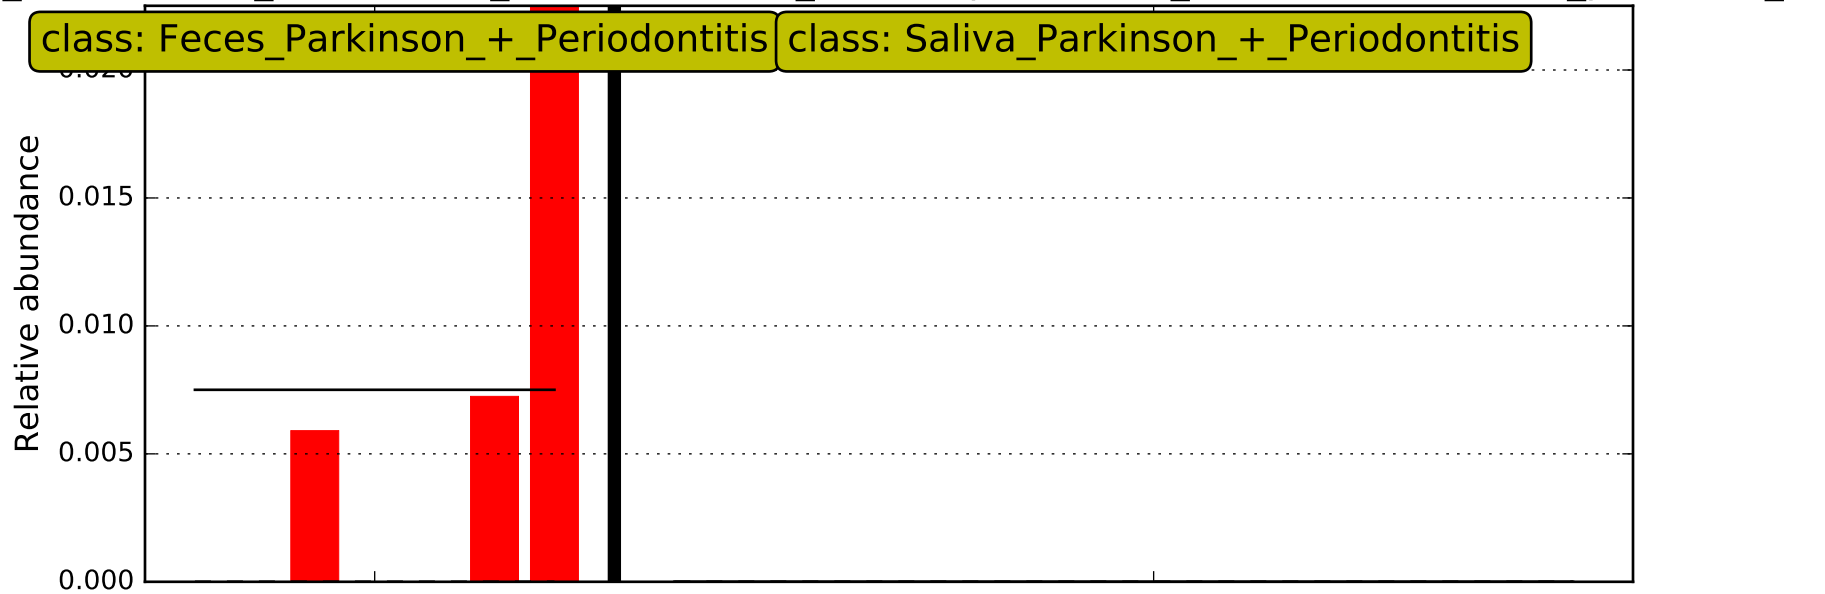 class: Feces_Parkinson_+_Periodontitis
class: Saliva_Parkinson_+_Periodontitis
0.015
0.010
0.005
0.000
Relative abundance